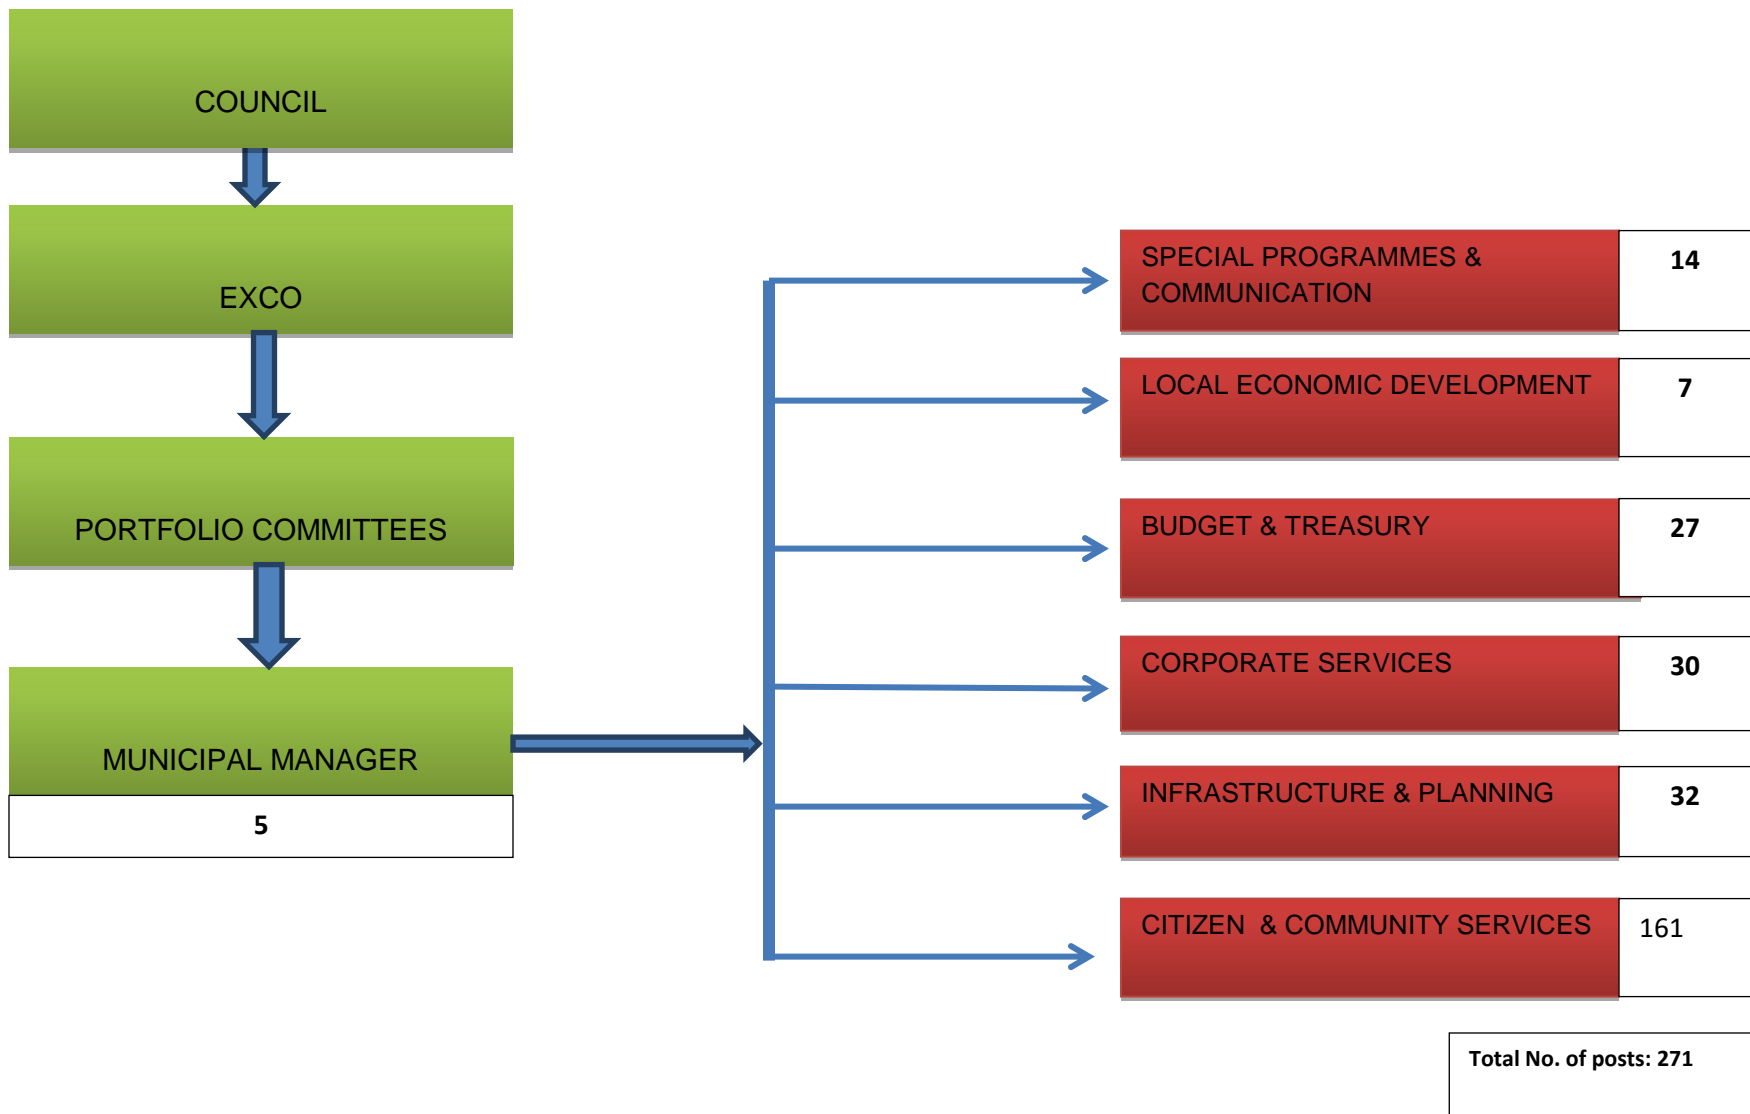 COUNCIL
EXCO
PORTFOLIO COMMITTEES
MUNICIPAL MANAGER
5
SPECIAL PROGRAMMES &
COMMUNICATION
14
LOCAL ECONOMIC DEVELOPMENT
7
BUDGET & TREASURY
27
CORPORATE SERVICES
30
INFRASTRUCTURE & PLANNING
32
CITIZEN & COMMUNITY SERVICES
161
Total No. of posts: 271